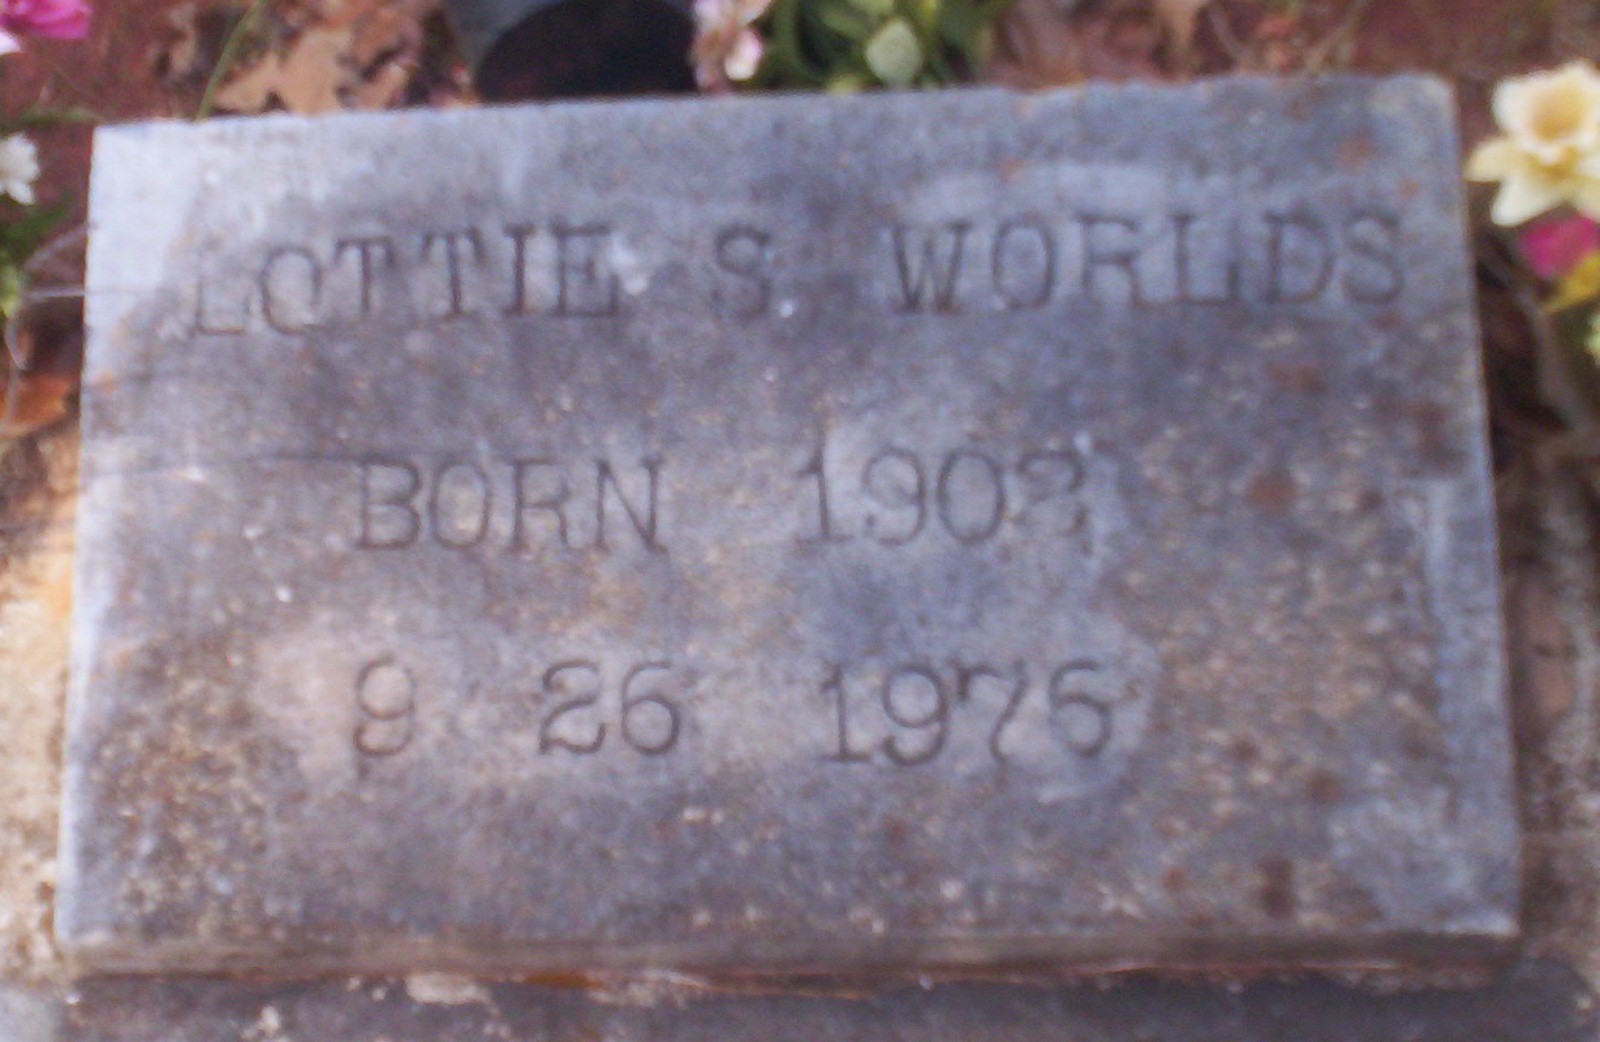 LOTTIE S WORLDS
BORN
9 26 1976